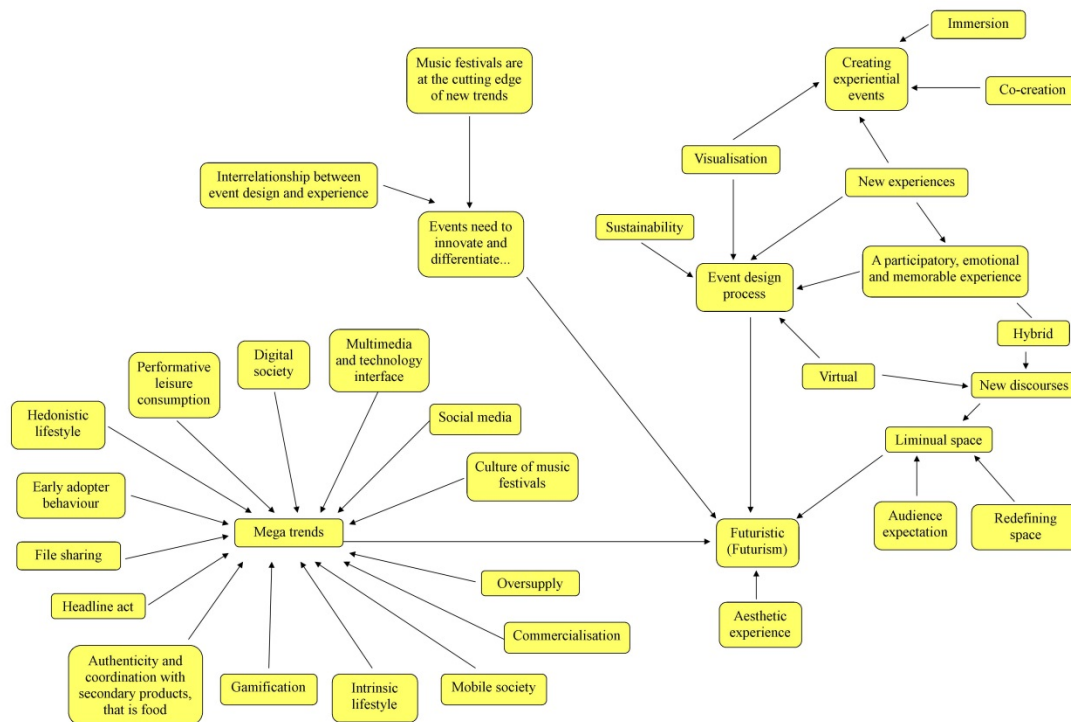 Immersion
Music festivals are
at the cutting edge
of new trends
Creating
experiential
events
Co-creation
Visualisation
Interrelationship between
event design and experience
New experiences
Events need to
innovate and
differentiate...
Sustainability
Event design
process
A participatory, emotional
and memorable experience
Hybrid
Virtual
New discourses
Liminual space
Audience
expectation
Redefining
space
Multimedia
and technology
interface
Digital
society
Performative
leisure
consumption
Hedonistic
lifestyle
Social media
Early adopter
behaviour
Culture of music
festivals
Mega trends
Futuristic
(Futurism)
File sharing
Oversupply
Headline act
Aesthetic
experience
Commercialisation
Authenticity and
coordination with
secondary products,
that is food
Gamification
Intrinsic
lifestyle
Mobile society